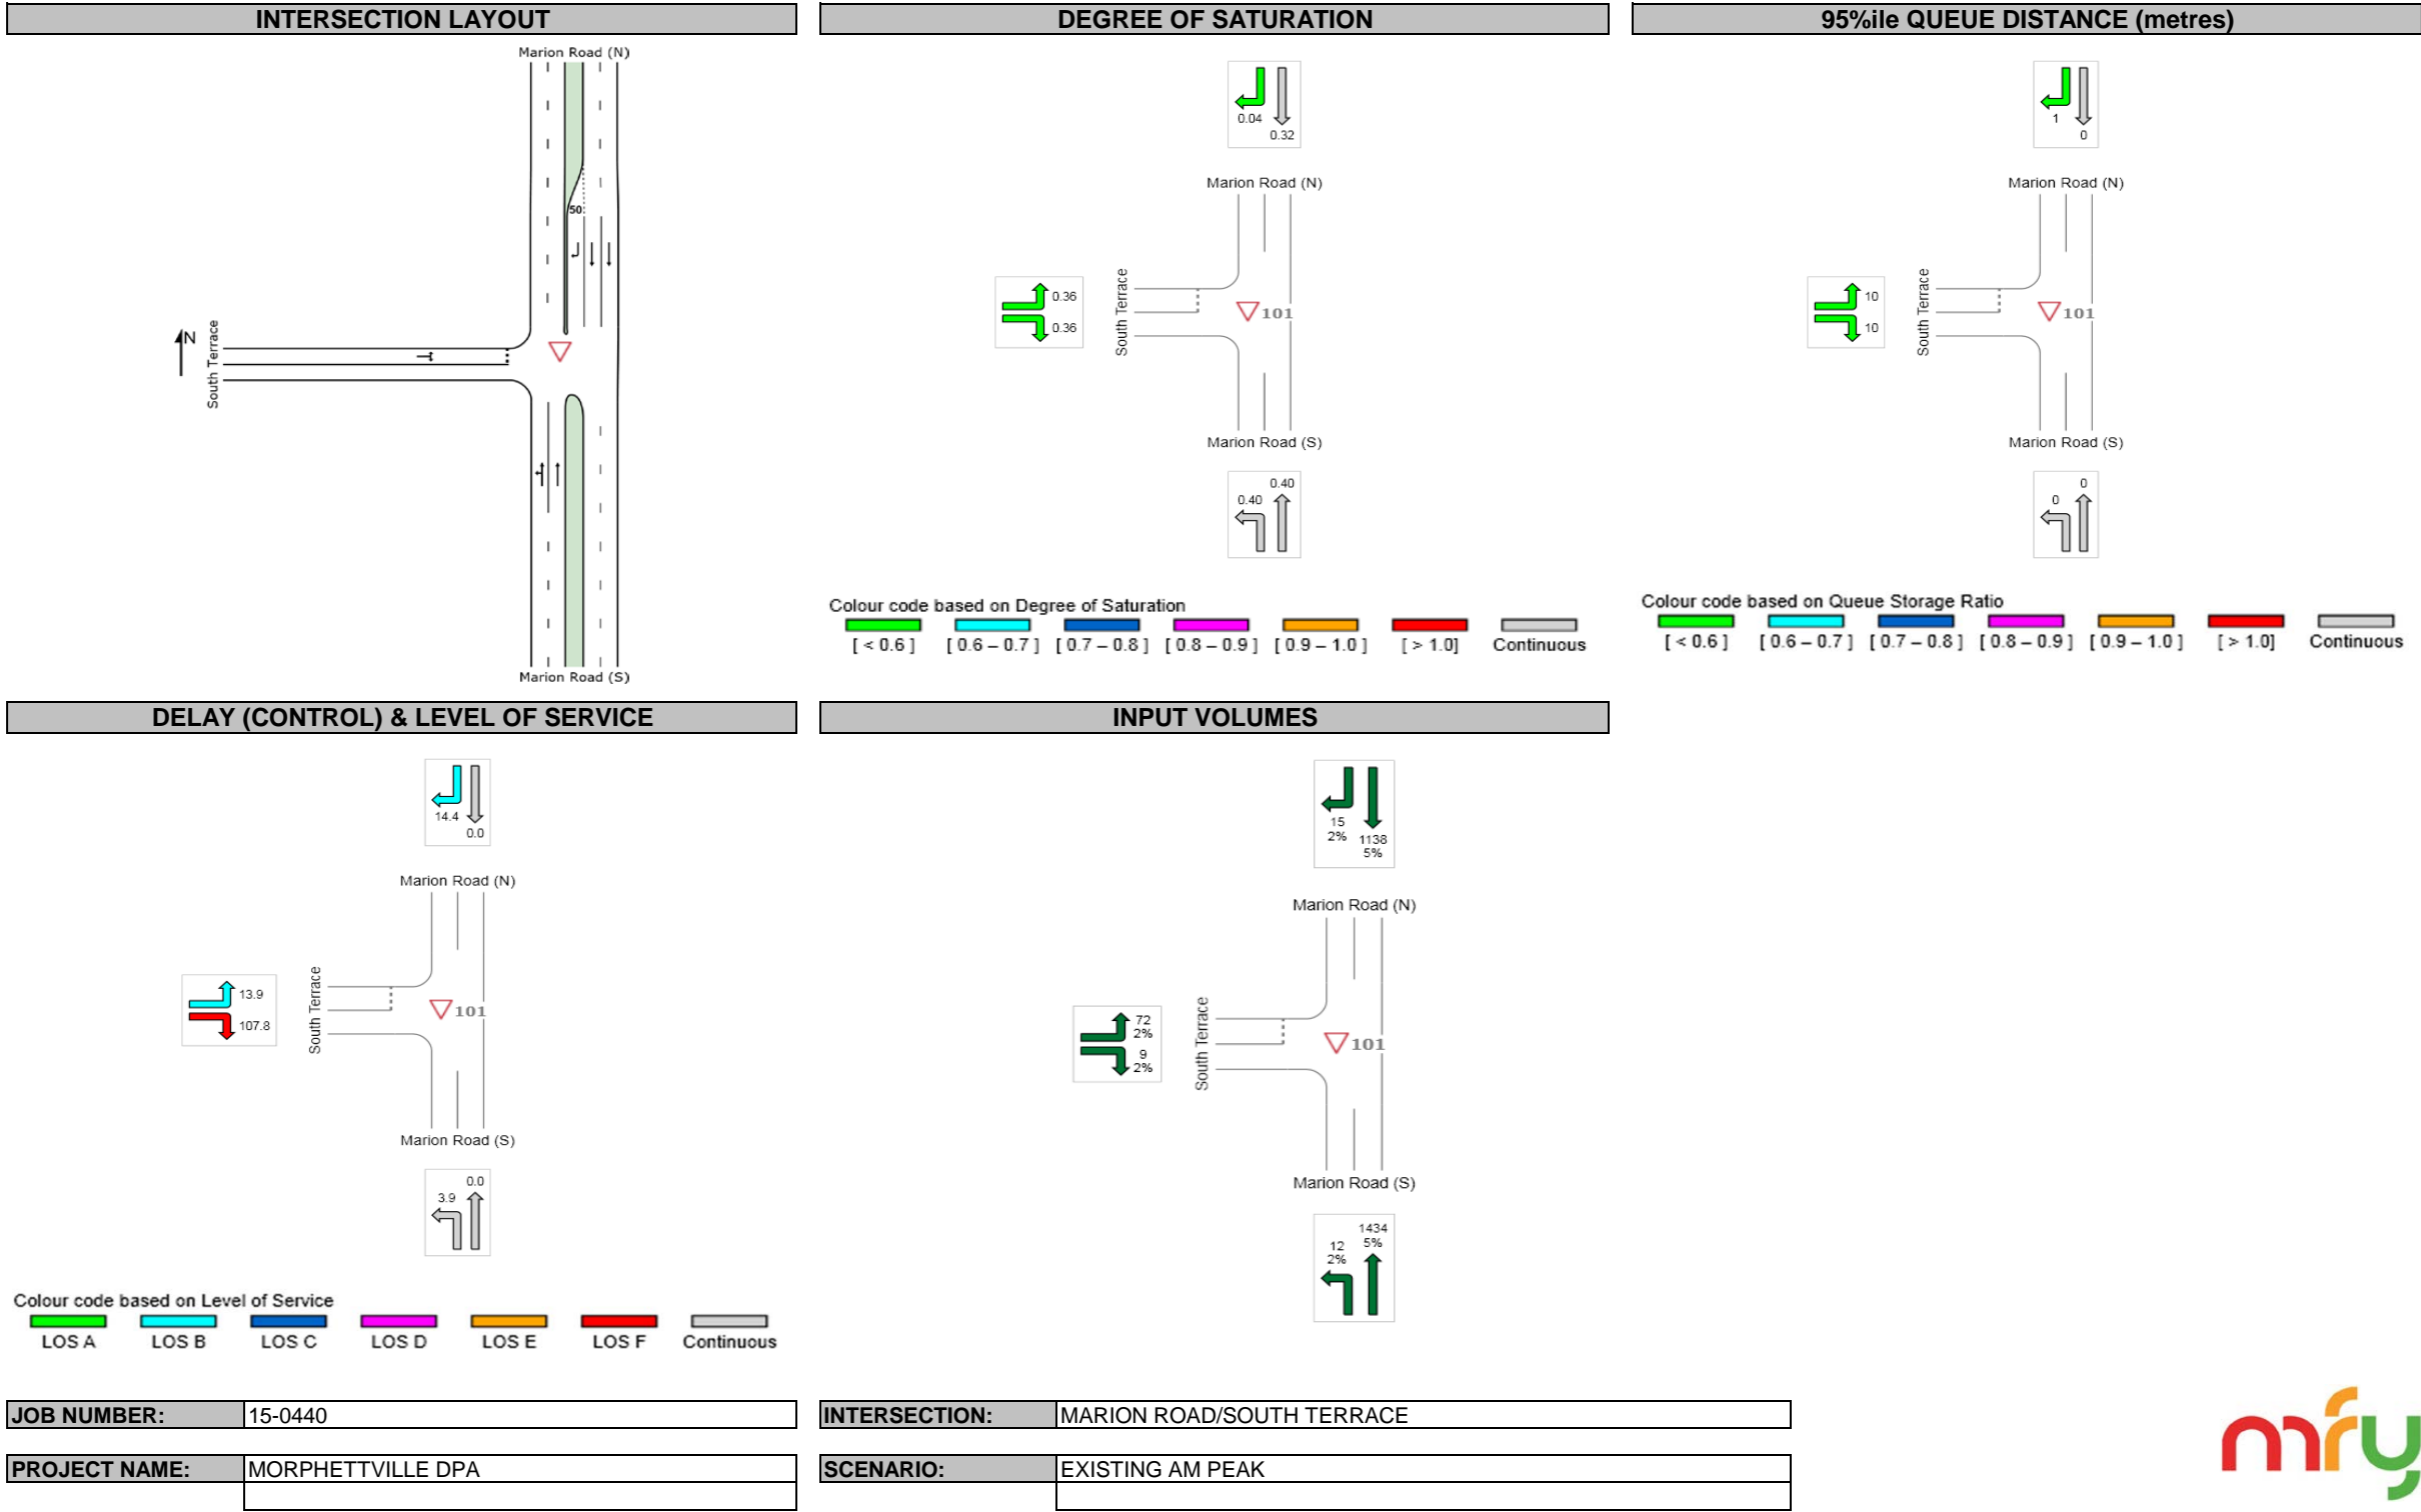 INTERSECTION LAYOUT
Marion Road (N)
50
N
South Terrace
Marion Road (S)
DEGREE OF SATURATION
0.04
0.32
Marion Road (N)
0.36
0.36
South Terrace
101
Marion Road (S)
0.40
0.40
Colour code based on Degree of Saturation
[ < 0.6 ] [ 0.6 – 0.7 ] [ 0.7 – 0.8 ] [ 0.8 – 0.9 ] [ 0.9 – 1.0 ] [ > 1.0] Continuous
95%ile QUEUE DISTANCE (metres)
1
0
Marion Road (N)
10
10
South Terrace
101
Marion Road (S)
0
0
Colour code based on Queue Storage Ratio
[ < 0.6 ] [ 0.6 – 0.7 ] [ 0.7 – 0.8 ] [ 0.8 – 0.9 ] [ 0.9 – 1.0 ] [ > 1.0] Continuous
DELAY (CONTROL) & LEVEL OF SERVICE
14.4
0.0
Marion Road (N)
13.9
107.8
South Terrace
101
Marion Road (S)
0.0
3.9
Colour code based on Level of Service
LOS A LOS B LOS C LOS D LOS E LOS F Continuous
INPUT VOLUMES
15
2%
1138
5%
Marion Road (N)
72
2%
9
2%
South Terrace
101
Marion Road (S)
1434
5%
12
2%
JOB NUMBER: 15-0440
INTERSECTION: MARION ROAD/SOUTH TERRACE
PROJECT NAME: MORPHETTVILLE DPA
SCENARIO: EXISTING AM PEAK
mfy